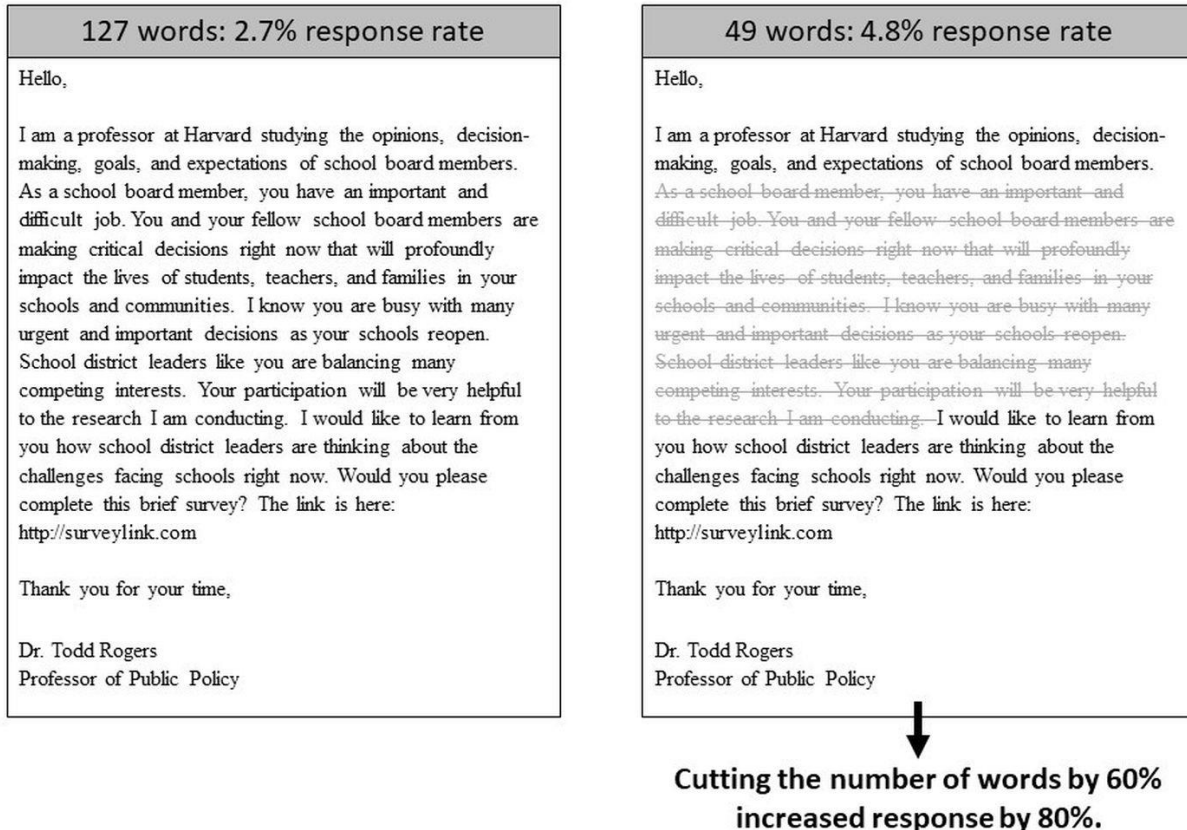 127 words: 2.7% response rate
Hello,
I am a professor at Harvard studying the opinions, decision-
making, goals, and expectations of school board members.
As a school board member, you have an important and
difficult job. You and your fellow school board members are
making critical decisions right now that will profoundly
impact the lives of students, teachers, and families in your
schools and communities. I know you are busy with many
urgent and important decisions as your schools reopen.
School district leaders like you are balancing many
competing interests. Your participation will be very helpful
to the research I am conducting. I would like to learn from
you how school district leaders are thinking about the
challenges facing schools right now. Would you please
complete this brief survey? The link is here:
http://surveylink.com
Thank you for your time,
Dr. Todd Rogers
Professor of Public Policy
49 words: 4.8% response rate
Hello,
I am a professor at Harvard studying the opinions, decision-
making, goals, and expectations of school board members.
As a school board member, you have an important and
difficult job. You and your fellow school board members are
making critical decisions right now that will profoundly
impact the lives of students, teachers, and families in your
schools and communities. I know you are busy with many
urgent and important decisions as your schools reopen.
School district leaders like you are balancing many
competing interests. Your participation will be very helpful
to the research I am conducting. I would like to learn from
you how school district leaders are thinking about the
challenges facing schools right now. Would you please
complete this brief survey? The link is here:
http://surveylink.com
Thank you for your time,
Dr. Todd Rogers
Professor of Public Policy
Cutting the number of words by 60%
increased response by 80%.